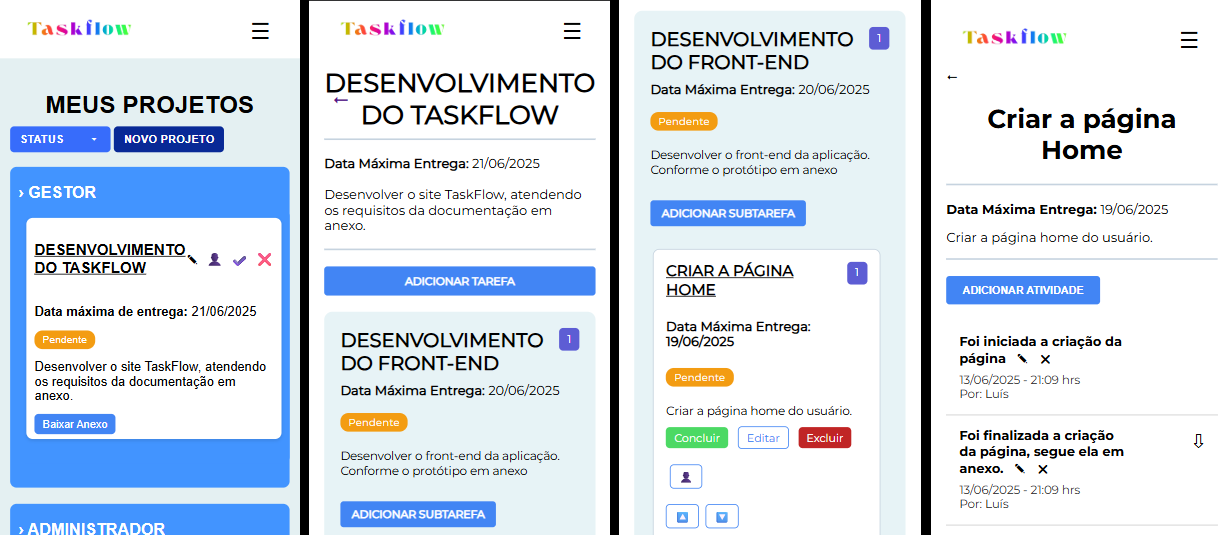 Taskflow
MEUS PROJETOS
STATUS
NOVO PROJETO
› GESTOR
DESENVOLVIMENTO
DO TASKFLOW
Data máxima de entrega: 21/06/2025
Pendente
Desenvolver o site TaskFlow, atendendo
os requisitos da documentação em
anexo.
Baixar Anexo
› ADMINISTRADOR
Taskflow
DESENVOLVIMENTO
DO TASKFLOW
Data Máxima Entrega: 21/06/2025
Desenvolver o site TaskFlow, atendendo
os requisitos da documentação em
anexo.
ADICIONAR TAREFA
DESENVOLVIMENTO
DO FRONT-END
1
Data Máxima Entrega: 20/06/2025
Pendente
Desenvolver o front-end da aplicação.
Conforme o protótipo em anexo
ADICIONAR SUBTAREFA
DESENVOLVIMENTO
DO FRONT-END
1
Data Máxima Entrega: 20/06/2025
Pendente
Desenvolver o front-end da aplicação.
Conforme o protótipo em anexo
ADICIONAR SUBTAREFA
CRIAR A PÁGINA
HOME
1
Data Máxima Entrega:
19/06/2025
Pendente
Criar a página home do usuário.
Concluir
Editar
Excluir
Taskflow
Criar a página
Home
Data Máxima Entrega: 19/06/2025
Criar a página home do usuário.
ADICIONAR ATIVIDADE
Foi iniciada a criação da
página
13/06/2025 - 21:09 hrs
Por: Luís
Foi finalizada a criação
da página, segue ela em
anexo.
13/06/2025 - 21:09 hrs
Por: Luís